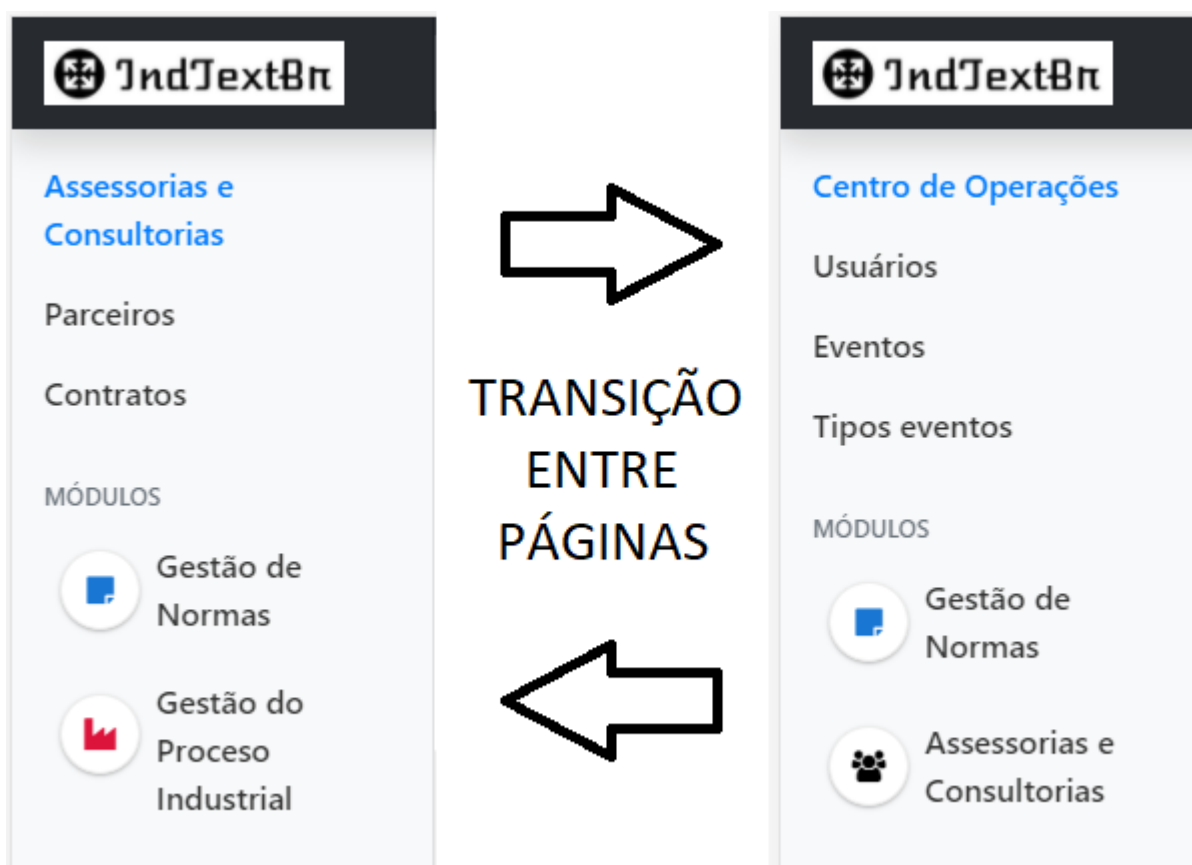 IndTextBr
Assessorias e
Consultorias
Parceiros
Contratos
MÓDULOS
Gestão de
Normas
Gestão do
Proceso
Industrial
TRANSIÇÃO
ENTRE
PÁGINAS
IndTextBr
Centro de Operações
Usuários
Eventos
Tipos eventos
MÓDULOS
Gestão de
Normas
Assessorias e
Consultorias